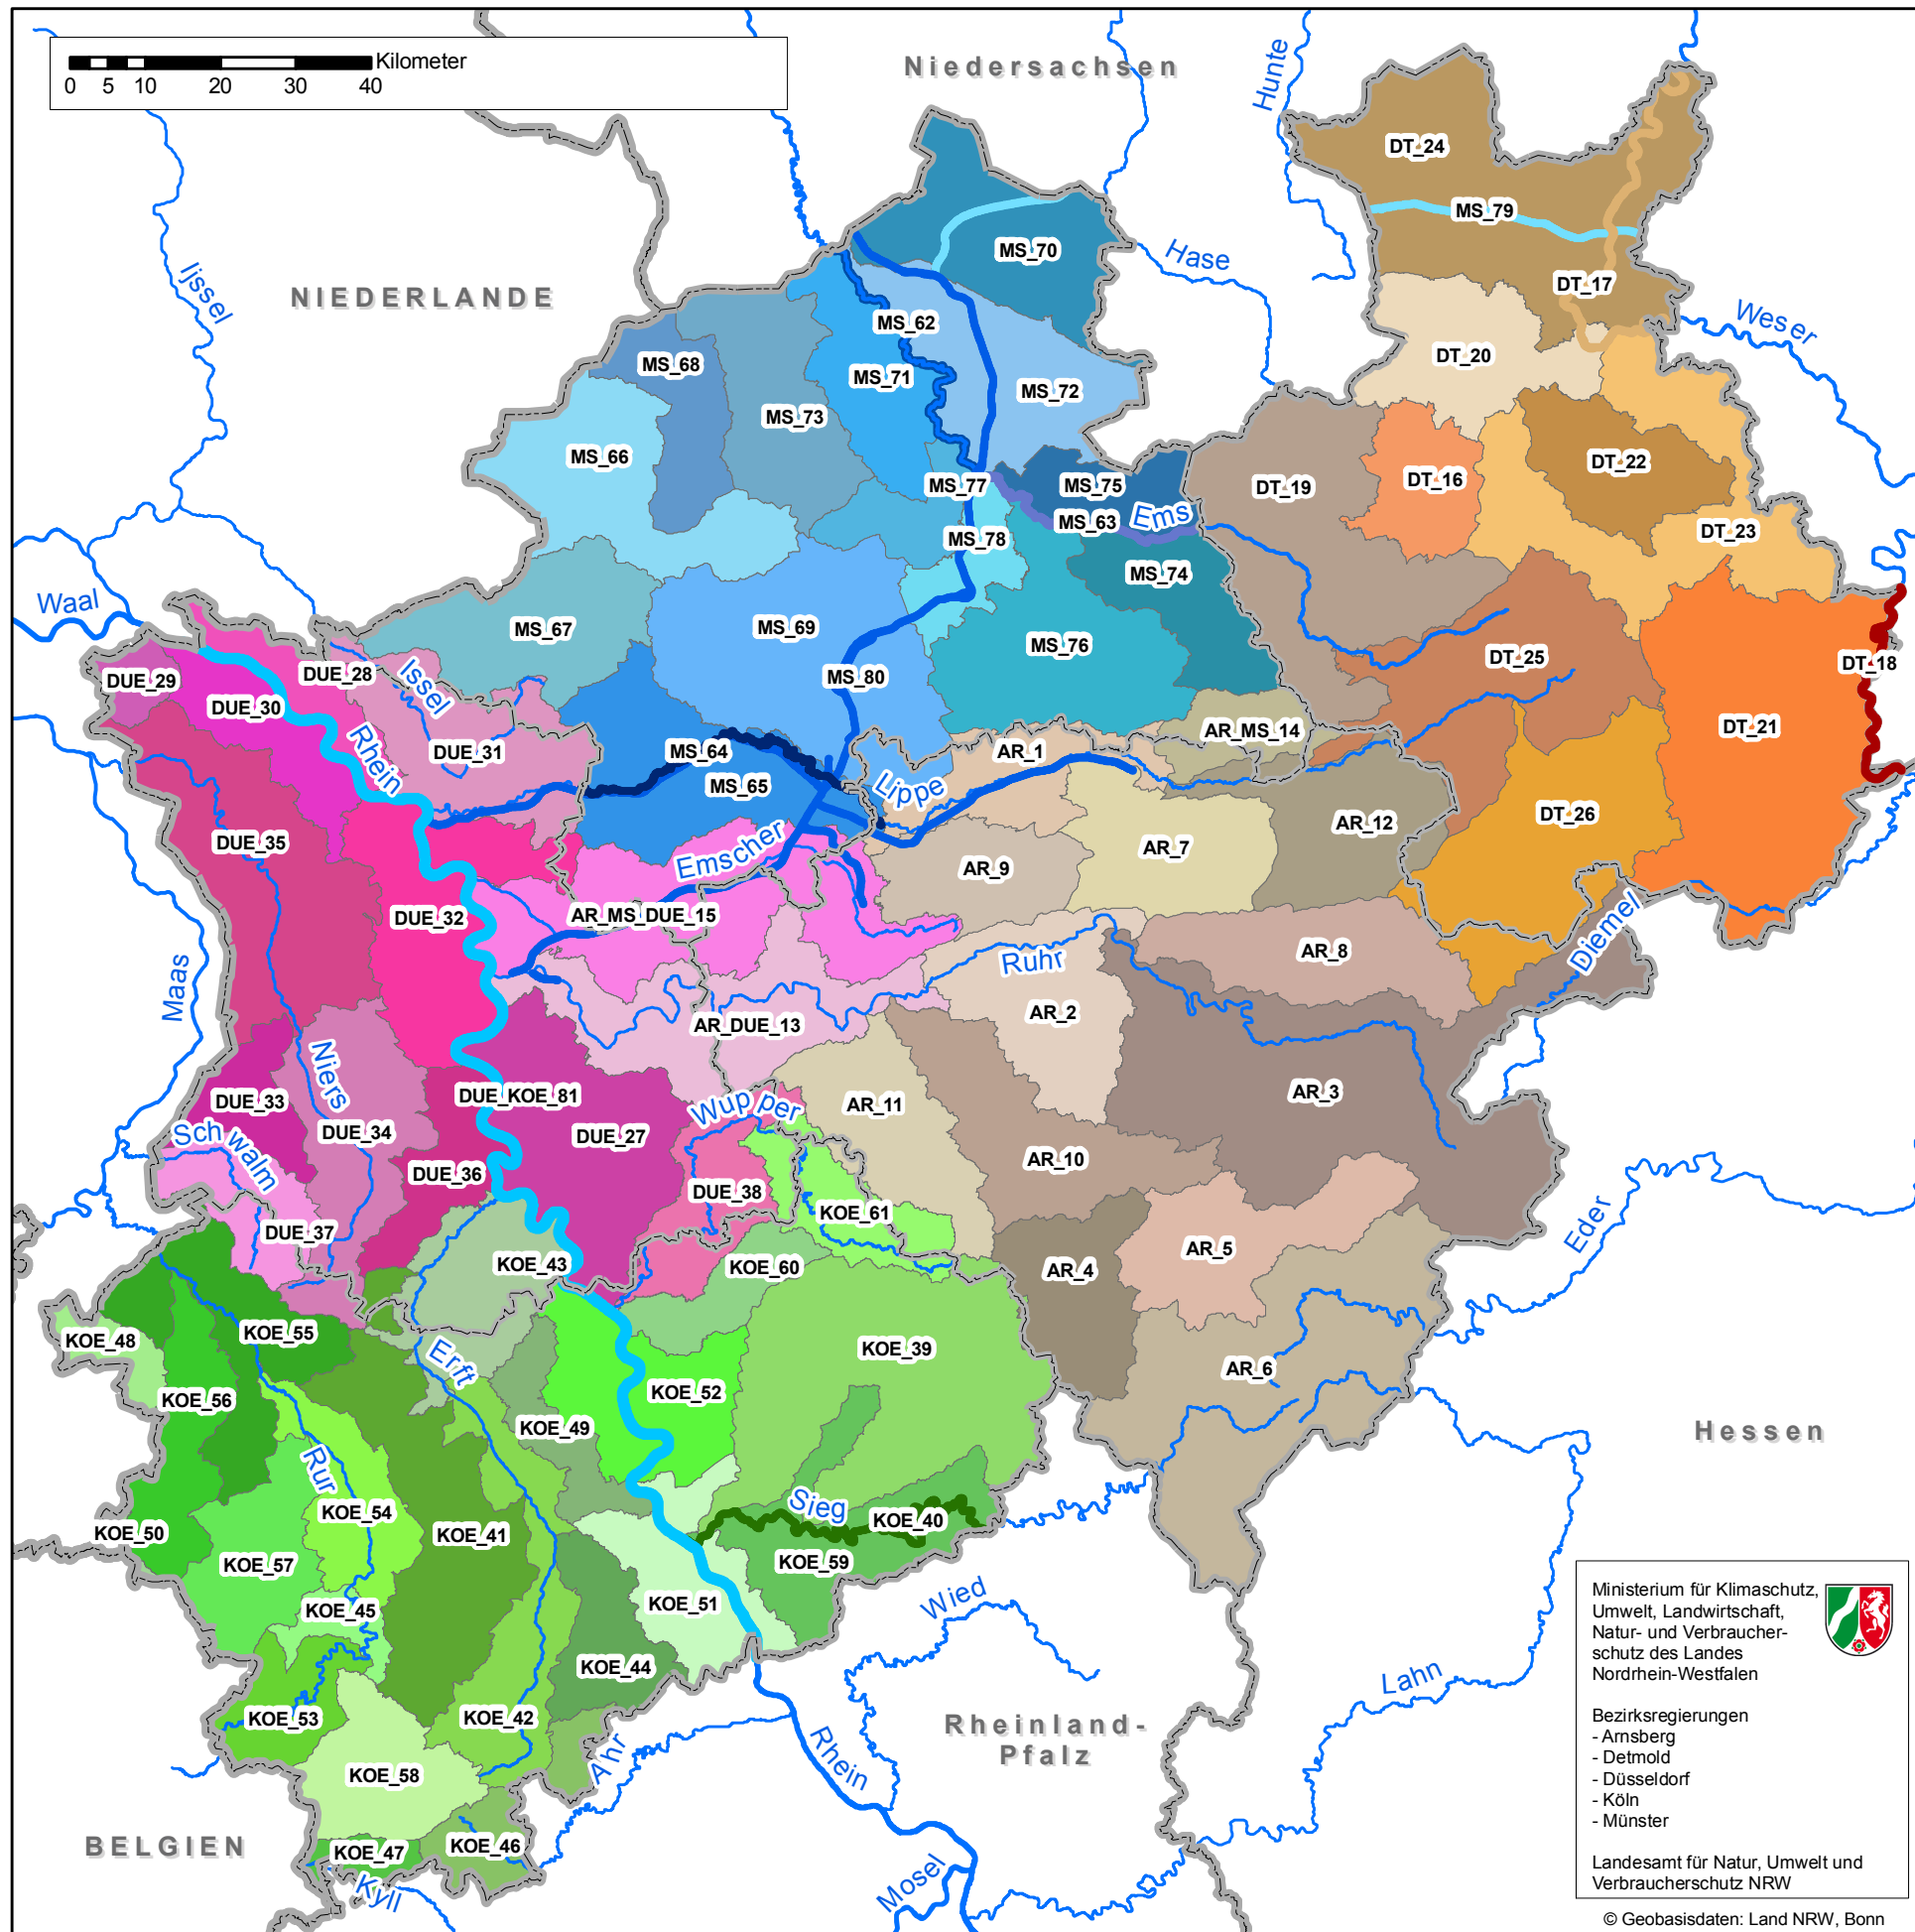 Kilometer
0 5 10 20 30 40
Niedersachsen
Hunte
DT_24
MS_79
MS_70
Hase
Ijssel
NIEDERLANDE
DT_17
Weser
MS_62
MS_68
DT_20
MS_71
MS_72
MS_73
MS_66
DT_22
DT_16
MS_77
MS_75
DT_19
MS_63
Ems
DT_23
MS_78
MS_74
Waal
MS_67
MS_69
MS_76
DT_25
DT_18
DUE_29
DUE_28
MS_80
Issel
DUE_30
DT_21
AR_MS_14
DUE_31
MS_64
AR_1
Rhein
MS_65
Lippe
DT_26
AR_12
DUE_35
AR_7
Emscher
AR_9
AR_MS_DUE_15
DUE_32
Diemel
AR_8
Ruhr
Maas
AR_2
AR_DUE_13
Niers
AR_3
DUE_KOE_81
DUE_33
Wup per
AR_11
DUE_34
DUE_27
Sch walm
AR_10
DUE_36
DUE_38
KOE_61
Eder
DUE_37
AR_5
KOE_43
KOE_60
AR_4
KOE_55
KOE_48
KOE_39
Erft
AR_6
KOE_52
KOE_56
KOE_49
Hessen
Rur
Sieg
KOE_54
KOE_40
KOE_50
KOE_41
KOE_57
KOE_59
Wied
KOE_51
KOE_45
KOE_44
Lahn
KOE_53
KOE_42
Rheinland-
Pfalz
Rhein
Ahr
KOE_58
BELGIEN
KOE_46
KOE_47
Kyll
Mosel
Ministerium für Klimaschutz,
Umwelt, Landwirtschaft,
Natur- und Verbraucher-
schutz des Landes
Nordrhein-Westfalen
Bezirksregierungen
- Arnsberg
- Detmold
- Düsseldorf
- Köln
- Münster
Landesamt für Natur, Umwelt und
Verbraucherschutz NRW
© Geobasisdaten: Land NRW, Bonn